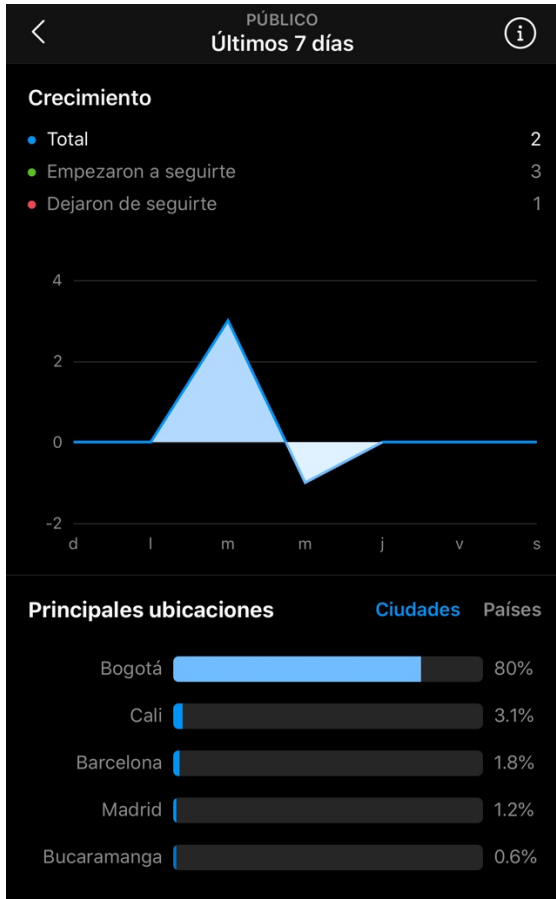 PÚBLICO
Últimos 7 días
i
Crecimiento
Total 2
Empezaron a seguirte 3
Dejaron de seguirte 1
4
2
0
-2
d l m m j v s
Principales ubicaciones Ciudades Países
Bogotá 80%
Cali 3.1%
Barcelona 1.8%
Madrid 1.2%
Bucaramanga 0.6%